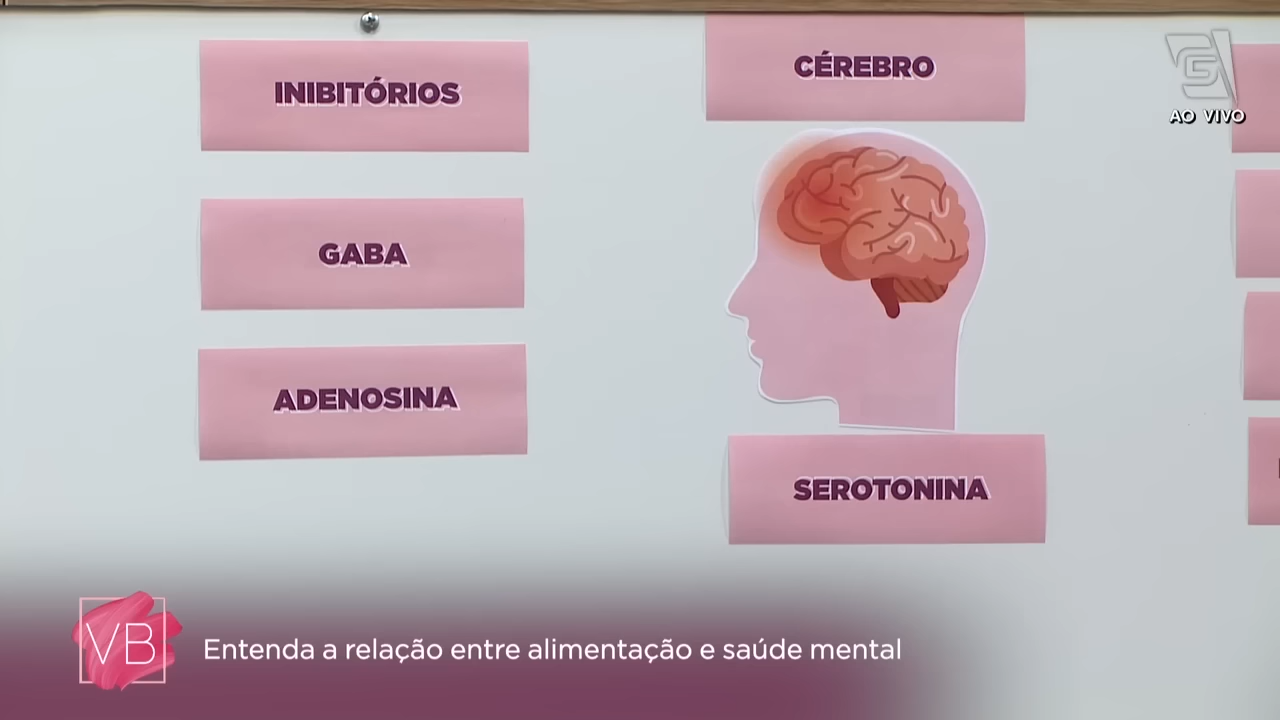 INIBITÓRIOS
GABA
ADENOSINA
CÉREBRO
SEROTONINA
G
AO VIVO
VB
Entenda a relação entre alimentação e saúde mental